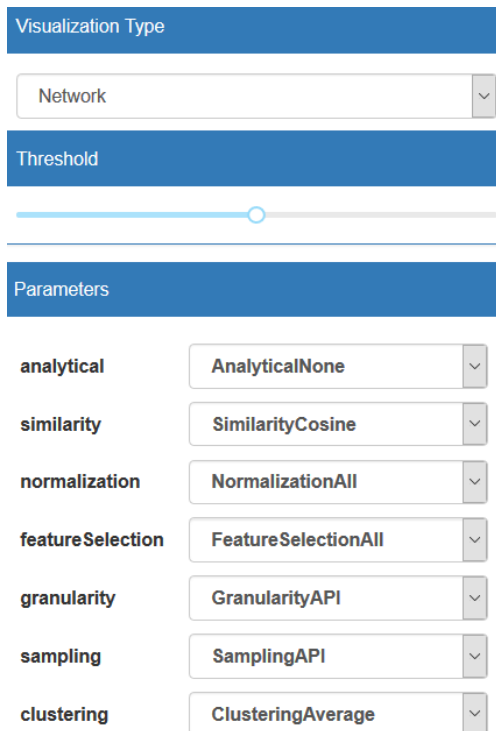 Visualization Type
Network
Threshold
Parameters
analytical AnalyticalNone
similarity SimilarityCosine
normalization NormalizationAll
featureSelection FeatureSelectionAll
granularity GranularityAPI
sampling SamplingAPI
clustering ClusteringAverage